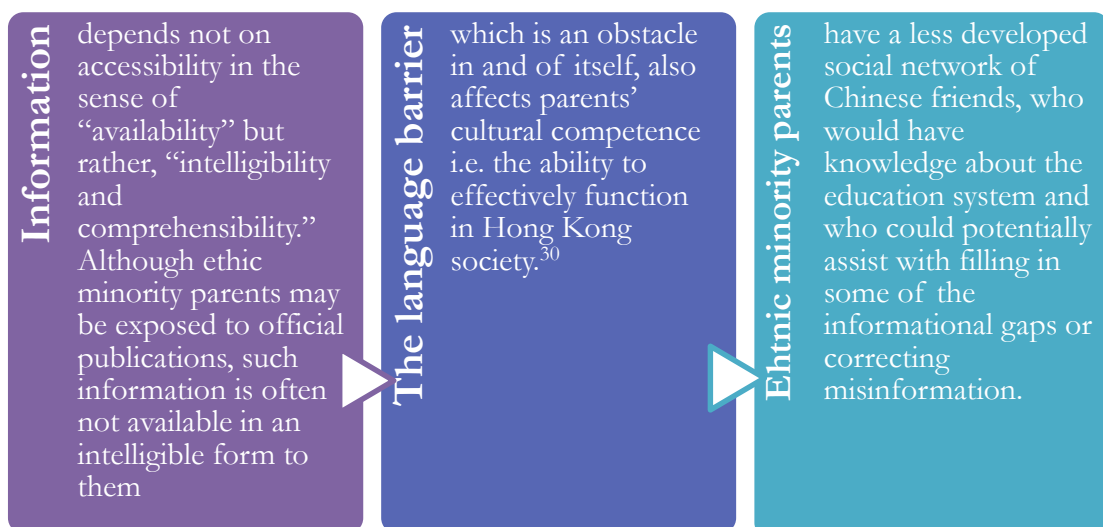 Information
depends not on
accessibility in the
sense of
“availability” but
rather, “intelligibility
and
comprehensibility.”
Although ethic
minority parents may
be exposed to official
publications, such
information is often
not available in an
intelligible form to
them
The language barrier
which is an obstacle
in and of itself, also
affects parents’
cultural competence
i.e. the ability to
effectively function
in Hong Kong
society.30
Ehtnic minority parents
have a less developed
social network of
Chinese friends, who
would have
knowledge about the
education system and
who could potentially
assist with filling in
some of the
informational gaps or
correcting
misinformation.